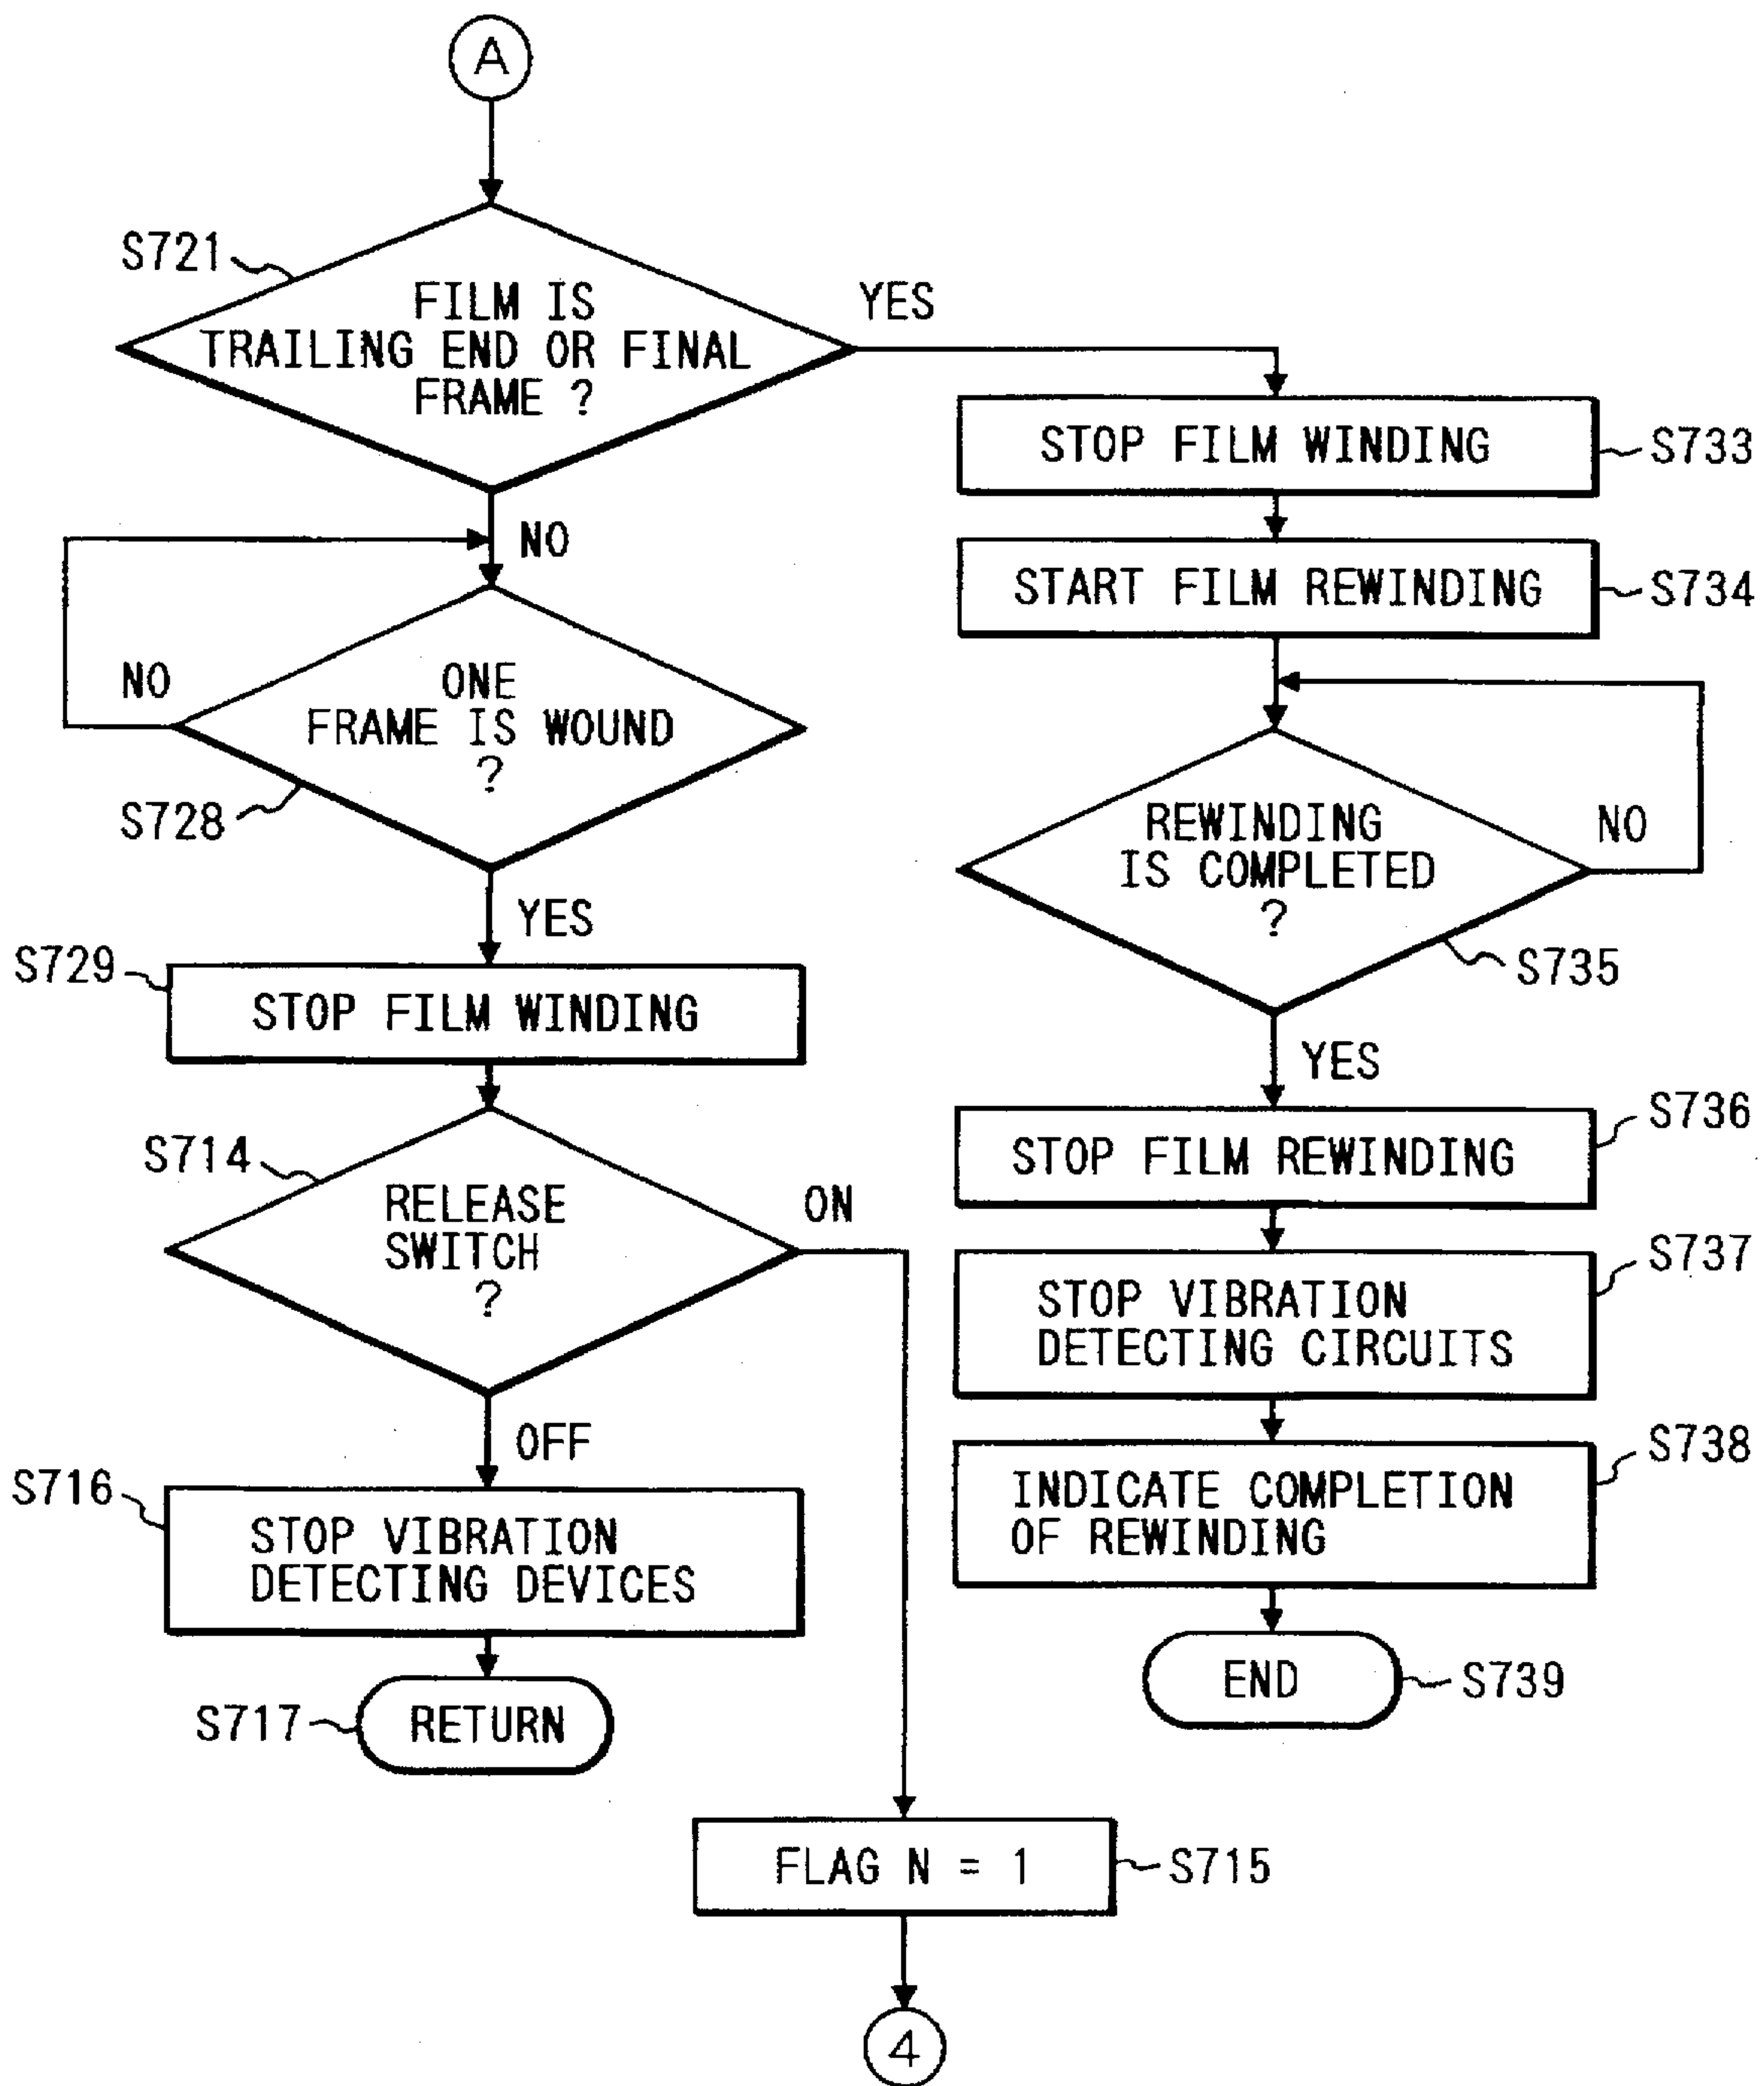 A
S721
FILM IS
TRAILING END OR FINAL
FRAME ?
YES
NO
NO
ONE
FRAME IS WOUND
?
S728
YES
S729
STOP FILM WINDING
S714
RELEASE
SWITCH
?
ON
OFF
S716
STOP VIBRATION
DETECTING DEVICES
S717
RETURN
STOP FILM WINDING
S733
START FILM REWINDING
S734
REWINDING
IS COMPLETED
?
NO
S735
YES
STOP FILM REWINDING
S736
STOP VIBRATION
DETECTING CIRCUITS
S737
INDICATE COMPLETION
OF REWINDING
S738
END
S739
FLAG N = 1
S715
4